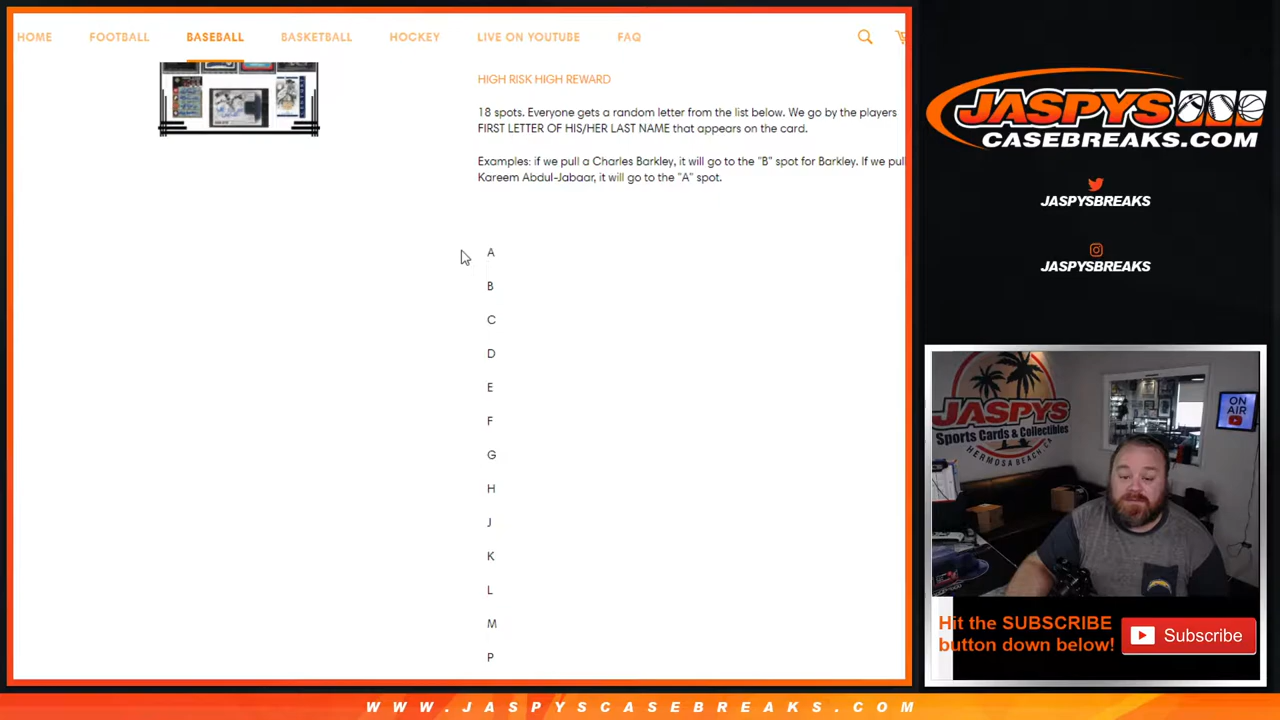 HOME FOOTBALL BASEBALL BASKETBALL HOCKEY LIVE ON YOUTUBE FAQ
HIGH RISK HIGH REWARD
18 spots. Everyone gets a random letter from the list below. We go by the players
FIRST LETTER OF HIS/HER LAST NAME that appears on the card.
Examples: if we pull a Charles Barkley, it will go to the "B" spot for Barkley. If we pull
Kareem Abdul-Jabaar, it will go to the "A" spot.
A
B
C
D
E
F
G
H
J
K
L
M
P
JASPYS
CASEBREAKS.COM
JASPYSBREAKS
JASPYSBREAKS
JASPYS
Sports Cards & Collectibles
HERMOSA BEACH, CA
ON
AIR
Hit the SUBSCRIBE
button down below!
Subscribe
WWW.JASPYSCASEBREAKS.COM